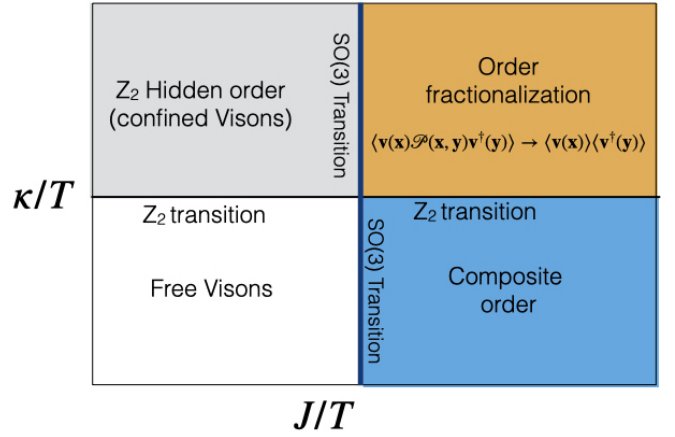 Z₂ Hidden order
(confined Visons)
SO(3) Transition
Order
fractionalization
⟨v(x)𝒫(x, y)v†(y)⟩ → ⟨v(x)⟩⟨v†(y)⟩
κ/T
Z₂ transition
Z₂ transition
SO(3) Transition
Free Visons
Composite
order
J/T